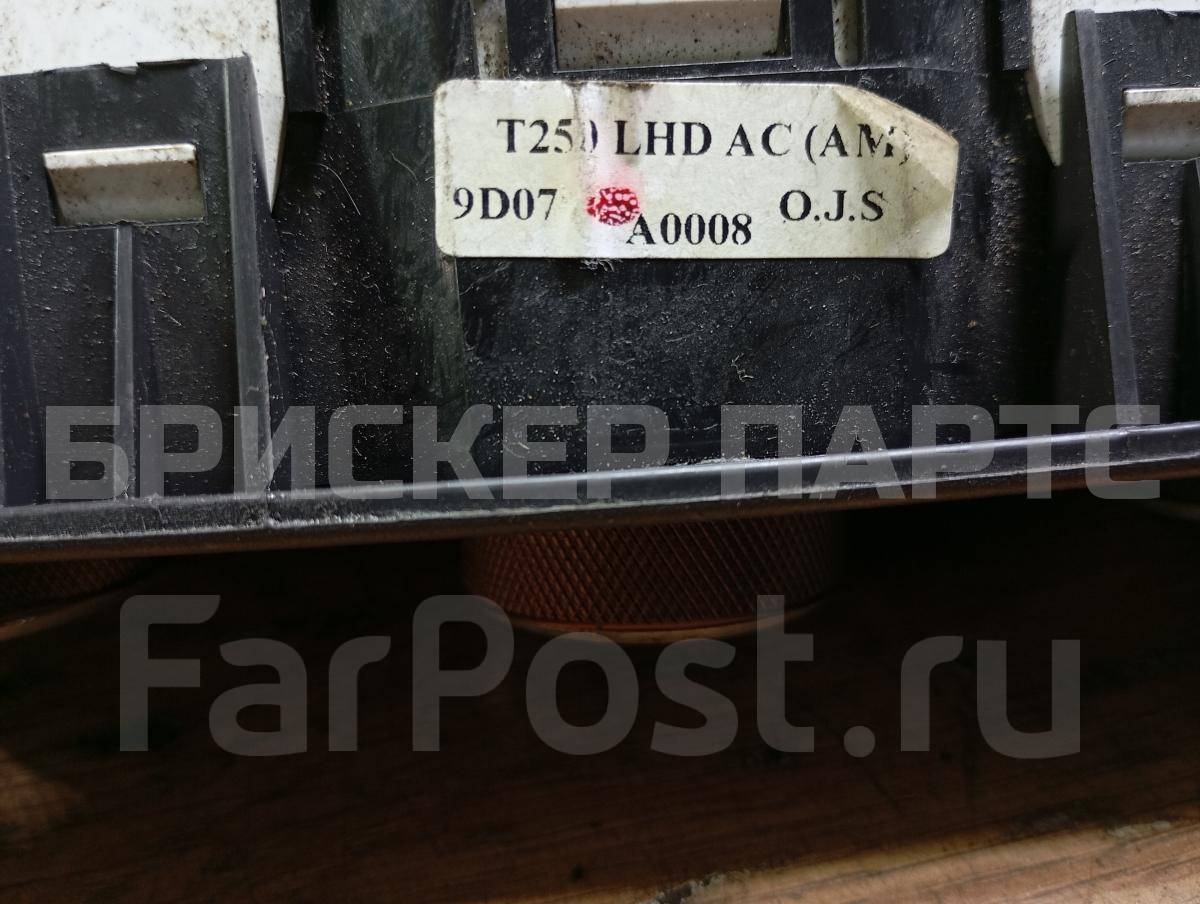 T250 LHD AC (AM)
9D07 A0008 O.J.S
БРИСКЕР ПАРТС
FarPost.ru